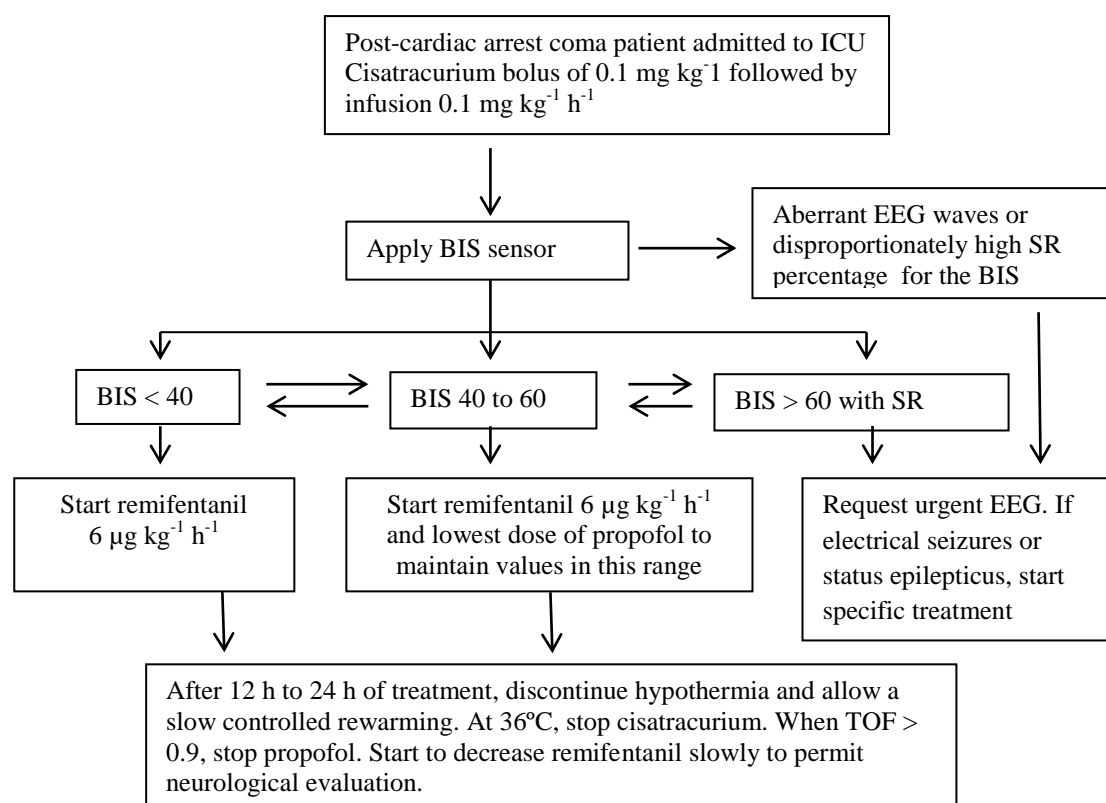 Post-cardiac arrest coma patient admitted to ICU
Cisatracurium bolus of 0.1 mg kg-1 followed by
infusion 0.1 mg kg⁻¹ h⁻¹
Apply BIS sensor
Aberrant EEG waves or
disproportionately high SR
percentage for the BIS
BIS < 40
BIS 40 to 60
BIS > 60 with SR
Start remifentanil
6 µg kg⁻¹ h⁻¹
Start remifentanil 6 µg kg⁻¹ h⁻¹
and lowest dose of propofol to
maintain values in this range
Request urgent EEG. If
electrical seizures or
status epilepticus, start
specific treatment
After 12 h to 24 h of treatment, discontinue hypothermia and allow a
slow controlled rewarming. At 36ºC, stop cisatracurium. When TOF >
0.9, stop propofol. Start to decrease remifentanil slowly to permit
neurological evaluation.